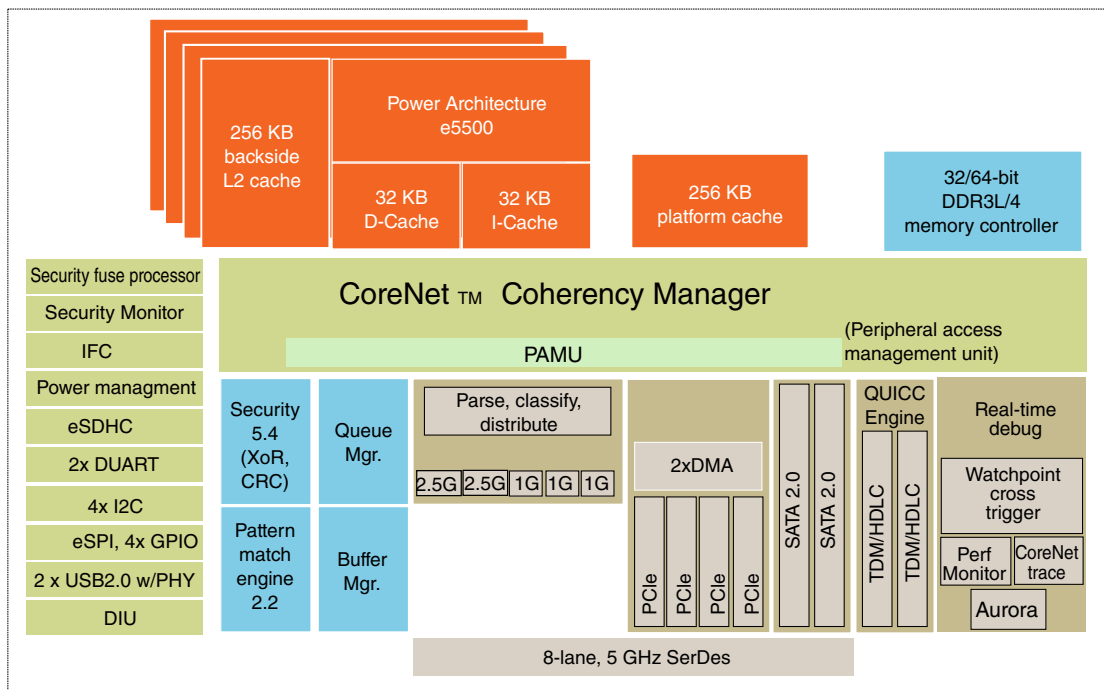 Power Architecture
e5500
256 KB
backside
L2 cache
32 KB
D-Cache
32 KB
I-Cache
256 KB
platform cache
32/64-bit
DDR3L/4
memory controller
Security fuse processor
Security Monitor
IFC
Power managment
eSDHC
2x DUART
4x I2C
eSPI, 4x GPIO
2 x USB2.0 w/PHY
DIU
CoreNet TM Coherency Manager
PAMU
(Peripheral access
management unit)
Security
5.4
(XoR,
CRC)
Queue
Mgr.
Pattern
match
engine
2.2
Buffer
Mgr.
Parse, classify,
distribute
2.5G
2.5G
1G
1G
1G
2xDMA
PCIe
PCIe
PCIe
PCIe
SATA 2.0
SATA 2.0
QUICC
Engine
TDM/HDLC
TDM/HDLC
Real-time
debug
Watchpoint
cross
trigger
Perf
Monitor
CoreNet
trace
Aurora
8-lane, 5 GHz SerDes